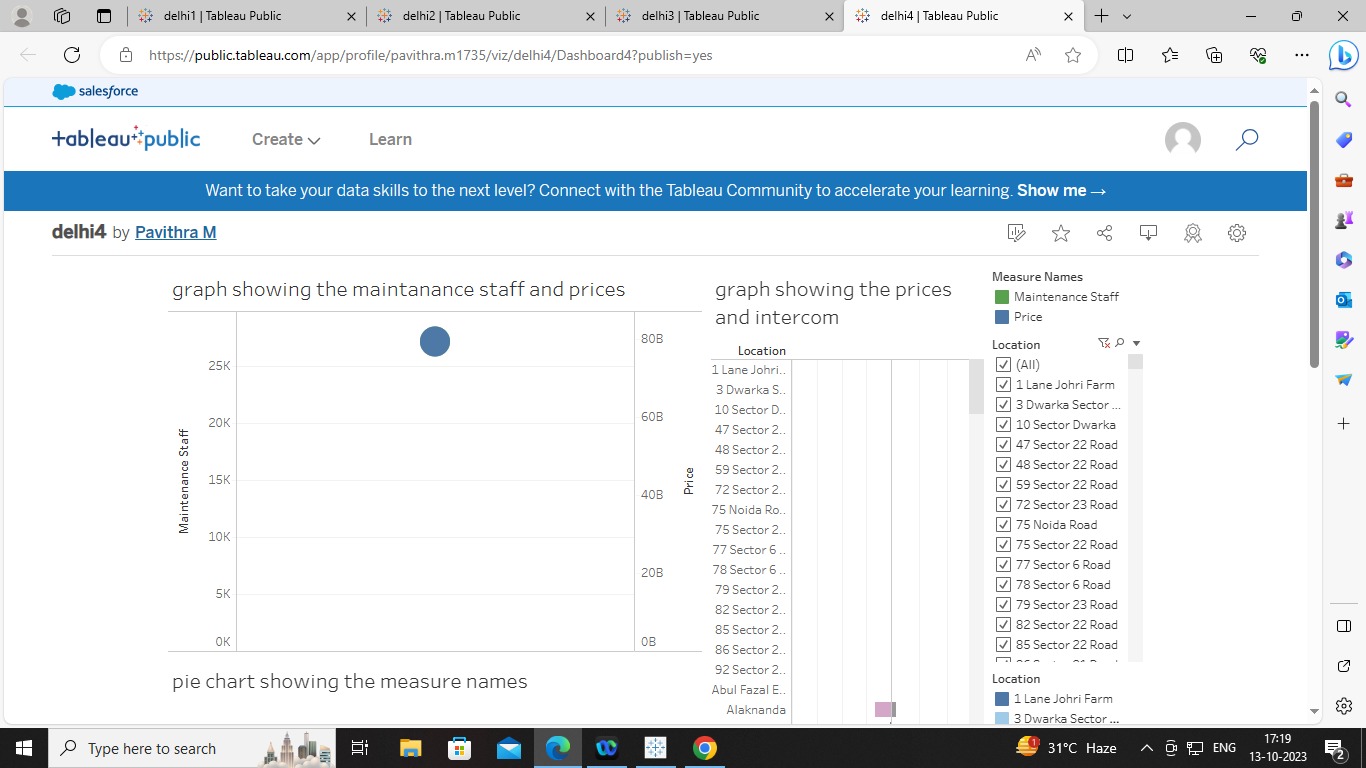 delhi1 | Tableau Public
delhi2 | Tableau Public
delhi3 | Tableau Public
delhi4 | Tableau Public
https://public.tableau.com/app/profile/pavithra.m1735/viz/delhi4/Dashboard4?publish=yes
salesforce
+ableau+public
Create
Learn
Want to take your data skills to the next level? Connect with the Tableau Community to accelerate your learning. Show me →
delhi4 by Pavithra M
graph showing the maintanance staff and prices
Maintenance Staff
25K
20K
15K
10K
5K
0K
80B
60B
40B
20B
0B
Price
pie chart showing the measure names
graph showing the prices
and intercom
Location
1 Lane Johri..
3 Dwarka S..
10 Sector D..
47 Sector 2..
48 Sector 2..
59 Sector 2..
72 Sector 2..
75 Noida Ro..
75 Sector 2..
77 Sector 6 ..
78 Sector 6 ..
79 Sector 2..
82 Sector 2..
85 Sector 2..
86 Sector 2..
92 Sector 2..
Abul Fazal E..
Alaknanda
Measure Names
Maintenance Staff
Price
Location
(All)
1 Lane Johri Farm
3 Dwarka Sector ...
10 Sector Dwarka
47 Sector 22 Road
48 Sector 22 Road
59 Sector 22 Road
72 Sector 23 Road
75 Noida Road
75 Sector 22 Road
77 Sector 6 Road
78 Sector 6 Road
79 Sector 23 Road
82 Sector 22 Road
85 Sector 22 Road
Location
1 Lane Johri Farm
3 Dwarka Sector ...
Type here to search
1
31°C Haze
ENG
17:19
13-10-2023
2